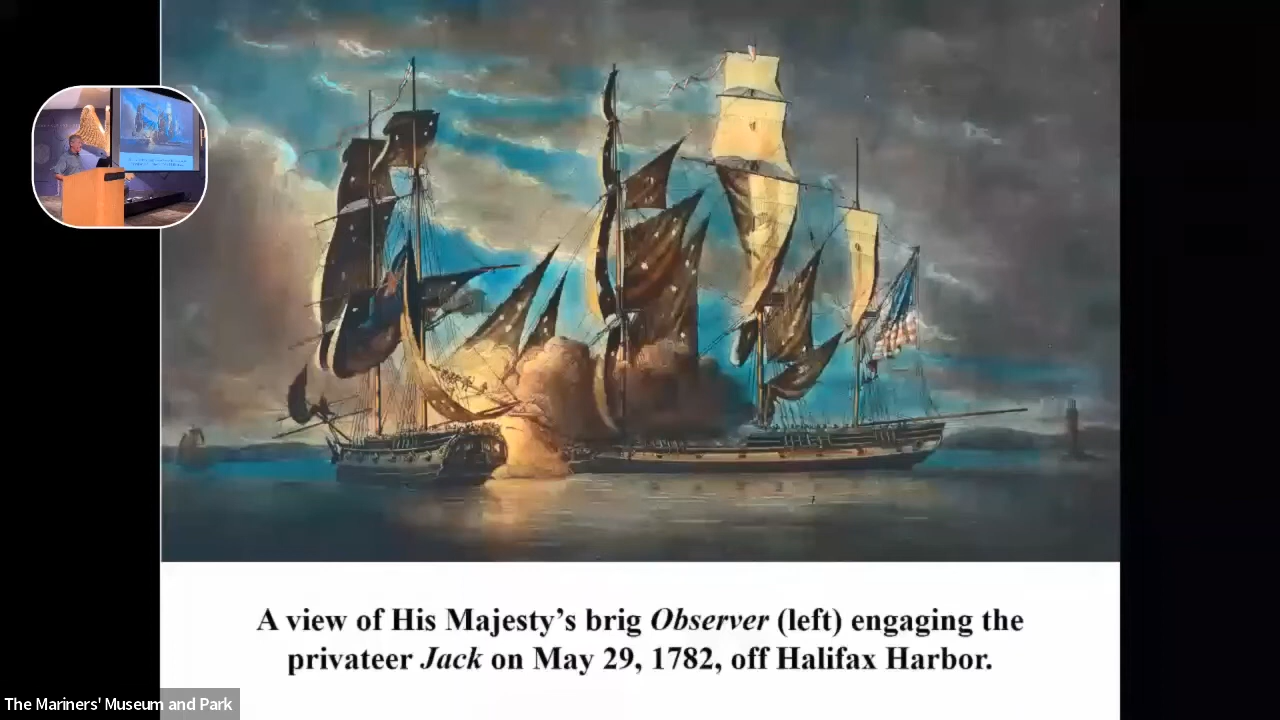 A view of His Majesty's brig Observer (left) engaging the
privateer Jack on May 29, 1782, off Halifax Harbor.
The Mariners' Museum and Park